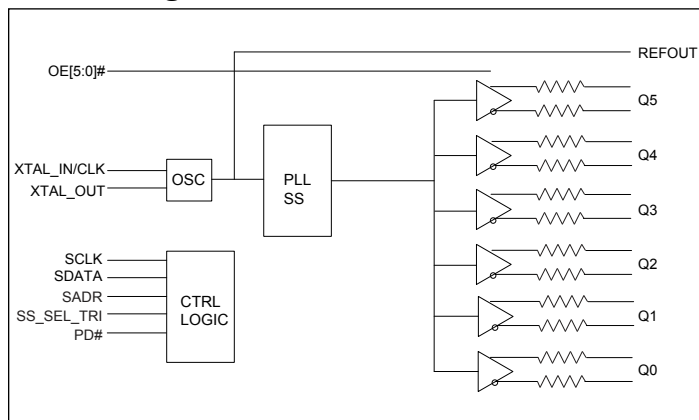 REFOUT
OE[5:0]#
Q5
Q4
XTAL_IN/CLK
OSC
PLL
SS
XTAL_OUT
Q3
SCLK
SDATA
SADR
SS_SEL_TRI
PD#
CTRL
LOGIC
Q2
Q1
Q0